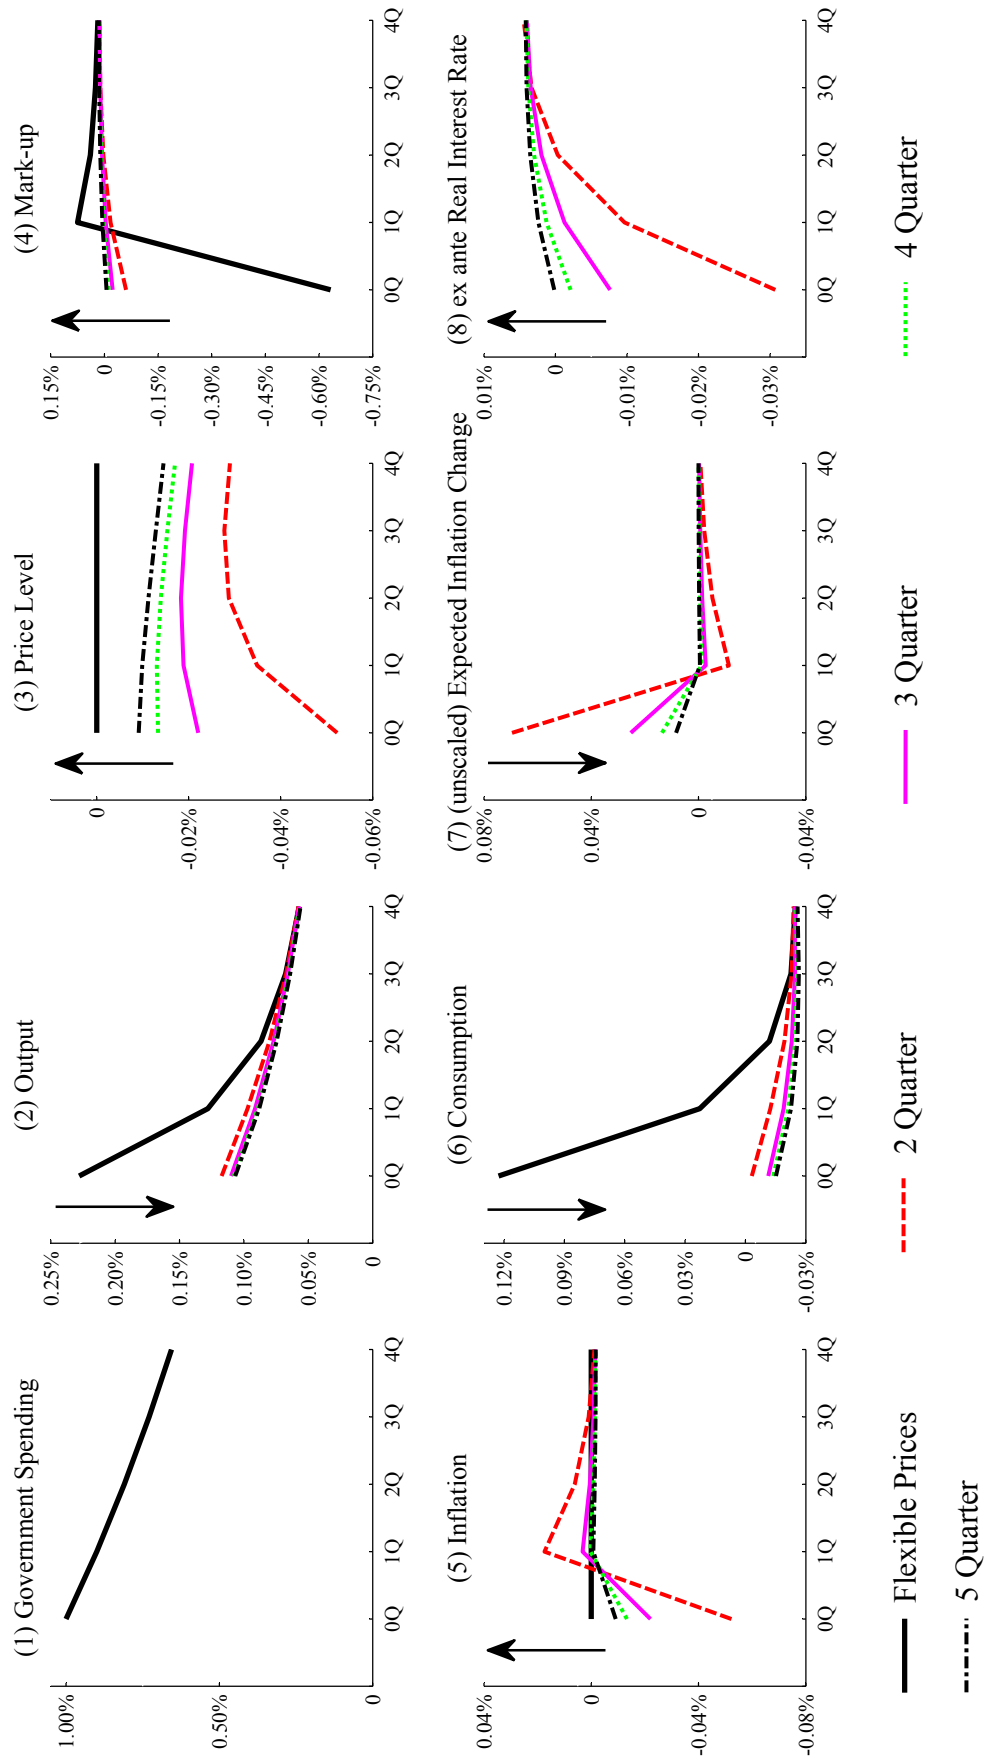 (1) Government Spending
1.00%
0.50%
0
0Q 1Q 2Q 3Q 4Q
(2) Output
0.25%
0.20%
0.15%
0.10%
0.05%
0
0Q 1Q 2Q 3Q 4Q
(3) Price Level
0
-0.02%
-0.04%
-0.06%
0Q 1Q 2Q 3Q 4Q
(4) Mark-up
0.15%
0
-0.15%
-0.30%
-0.45%
-0.60%
-0.75%
0Q 1Q 2Q 3Q 4Q
(5) Inflation
0.04%
0
-0.04%
-0.08%
0Q 1Q 2Q 3Q 4Q
(6) Consumption
0.12%
0.09%
0.06%
0.03%
0
-0.03%
0Q 1Q 2Q 3Q 4Q
(7) (unscaled) Expected Inflation Change
0.08%
0.04%
0
-0.04%
0Q 1Q 2Q 3Q 4Q
(8) ex ante Real Interest Rate
0.01%
0
-0.01%
-0.02%
-0.03%
0Q 1Q 2Q 3Q 4Q
Flexible Prices 2 Quarter 3 Quarter 4 Quarter
5 Quarter